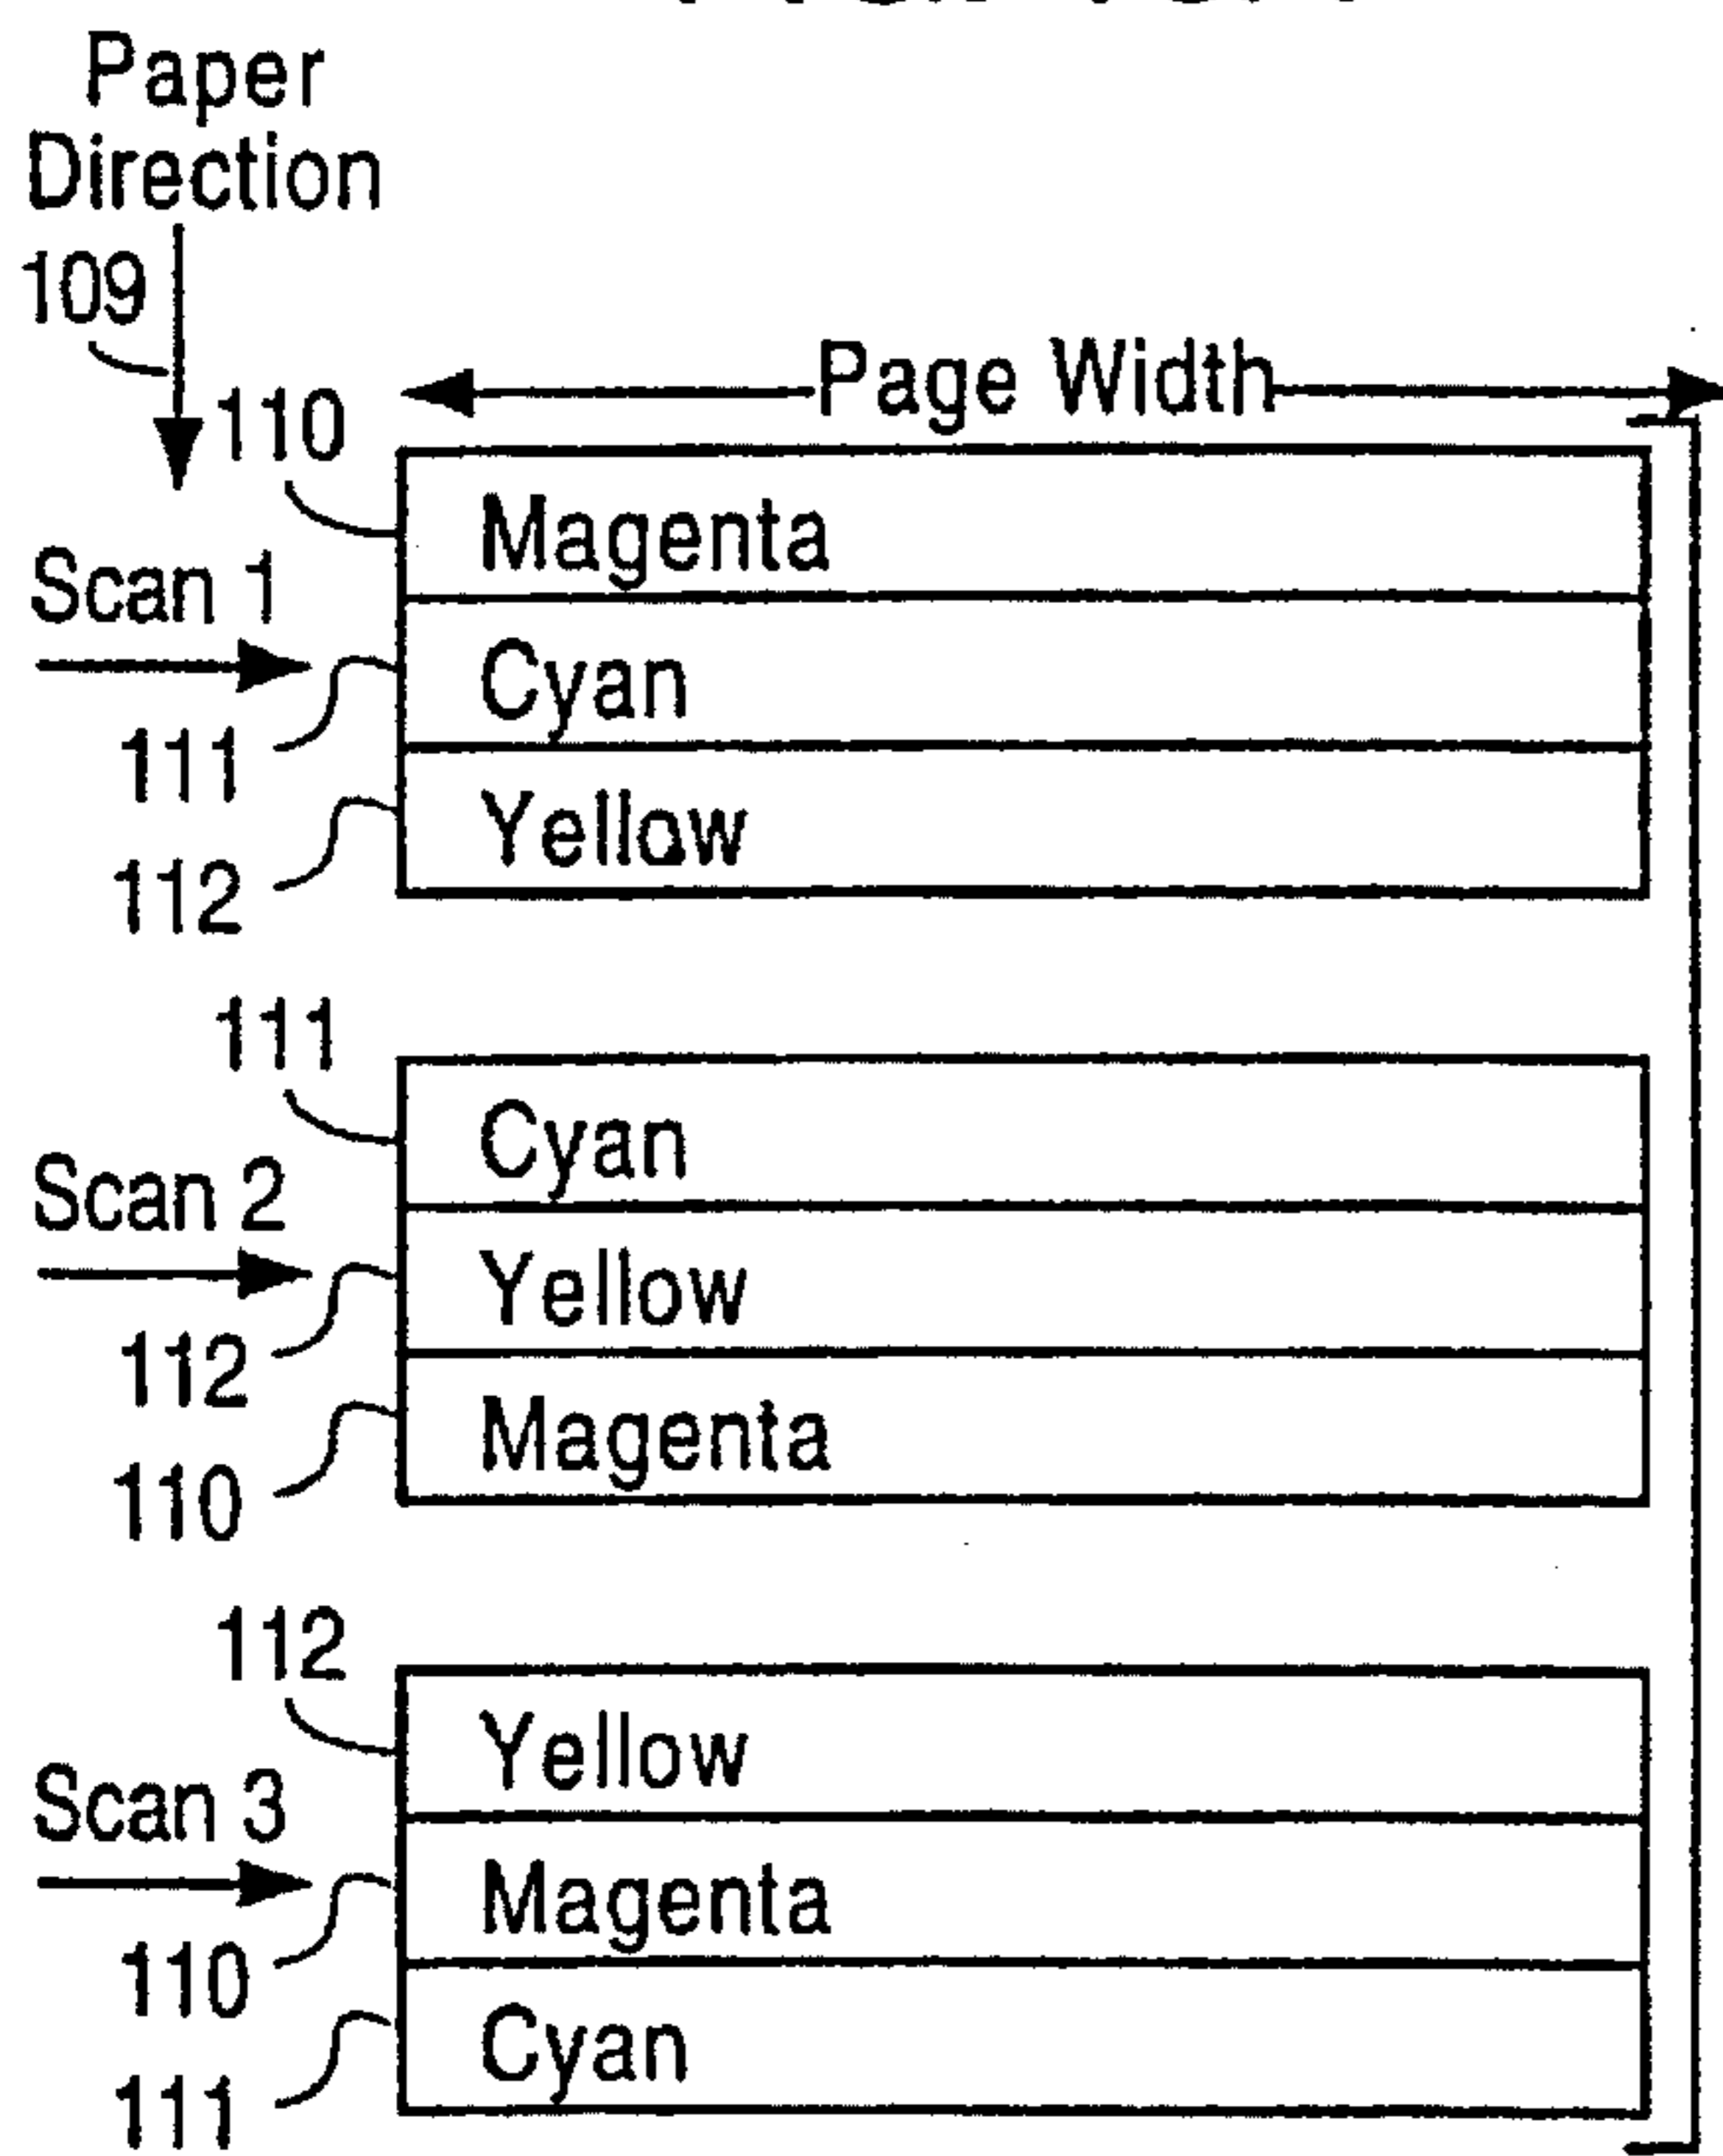 Paper
Direction
109
110
Page Width
Magenta
Scan 1
Cyan
111
Yellow
112
111
Cyan
Scan 2
Yellow
112
Magenta
110
112
Yellow
Scan 3
Magenta
110
Cyan
111